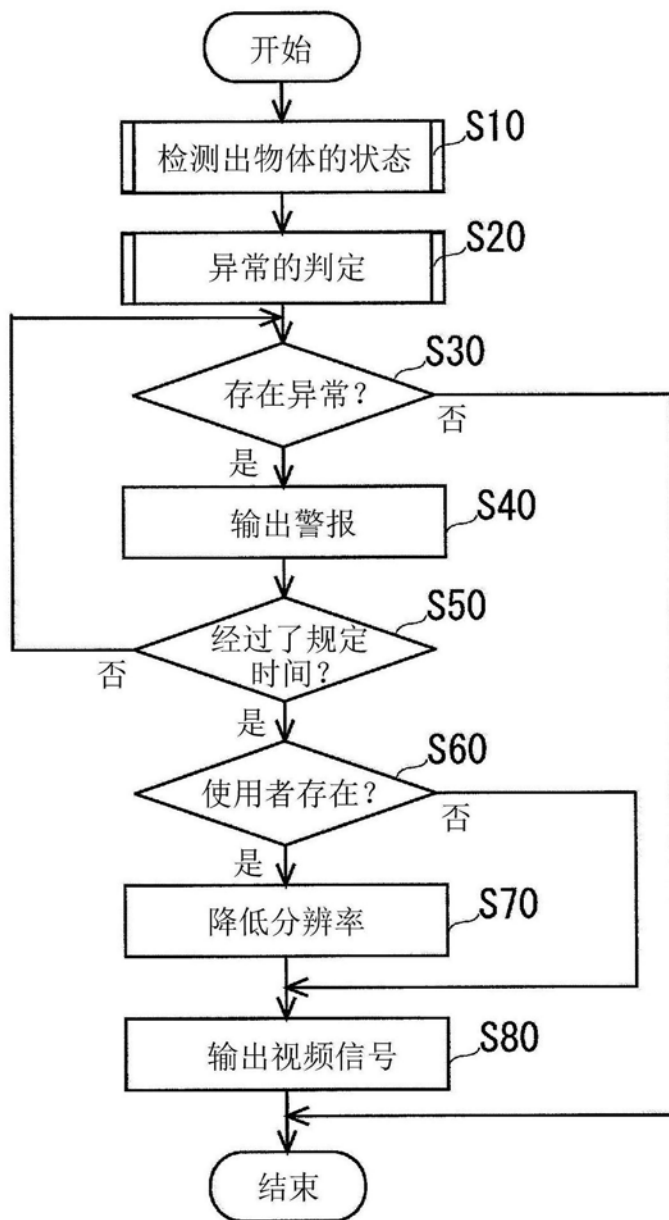 开始
检测出物体的状态
S10
异常的判定
S20
S30
存在异常？
否
是
输出警报
S40
S50
经过了规定
时间？
否
是
S60
使用者存在？
否
是
降低分辨率
S70
输出视频信号
S80
结束